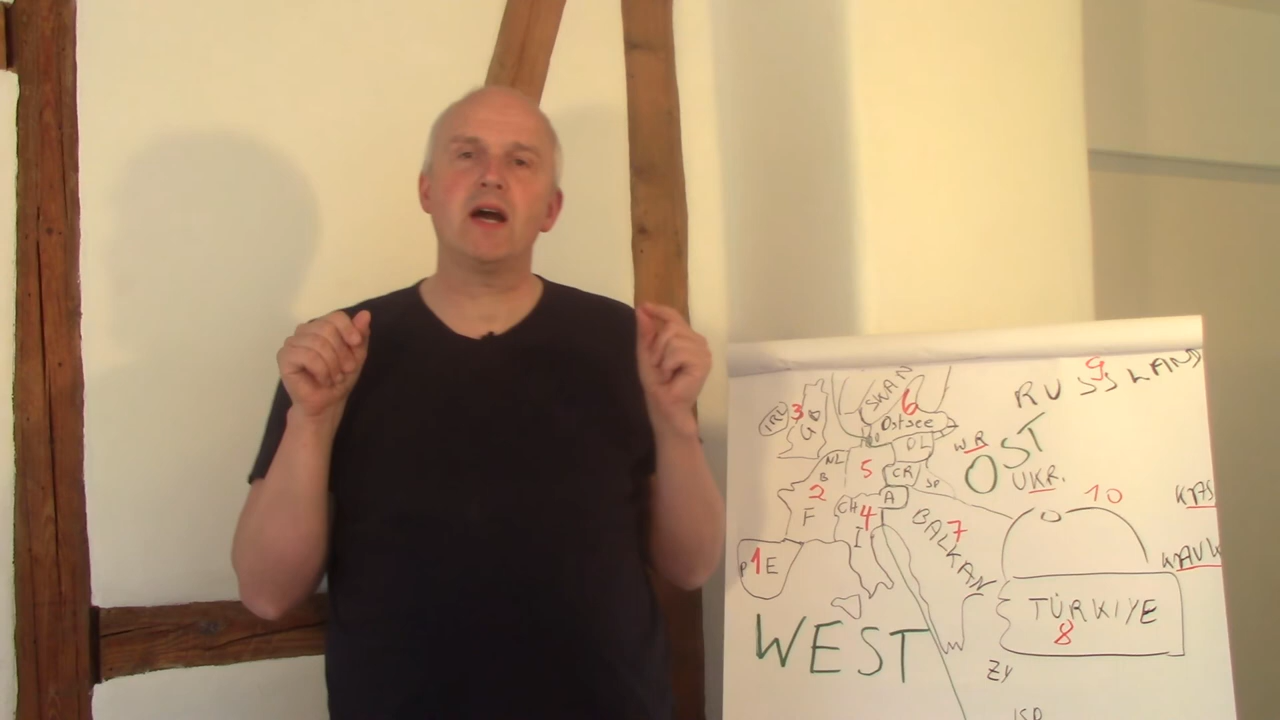 9
RUSSLAND
SKAN
6
IRL
3
GB
Ostsee
OST
WR
NL
5
UKR.
B
CR
SP
2
A
10
KAS
F
CH
4
I
BALKAN
7
P 1 E
TÜRKIYE
8
WEST
ZY